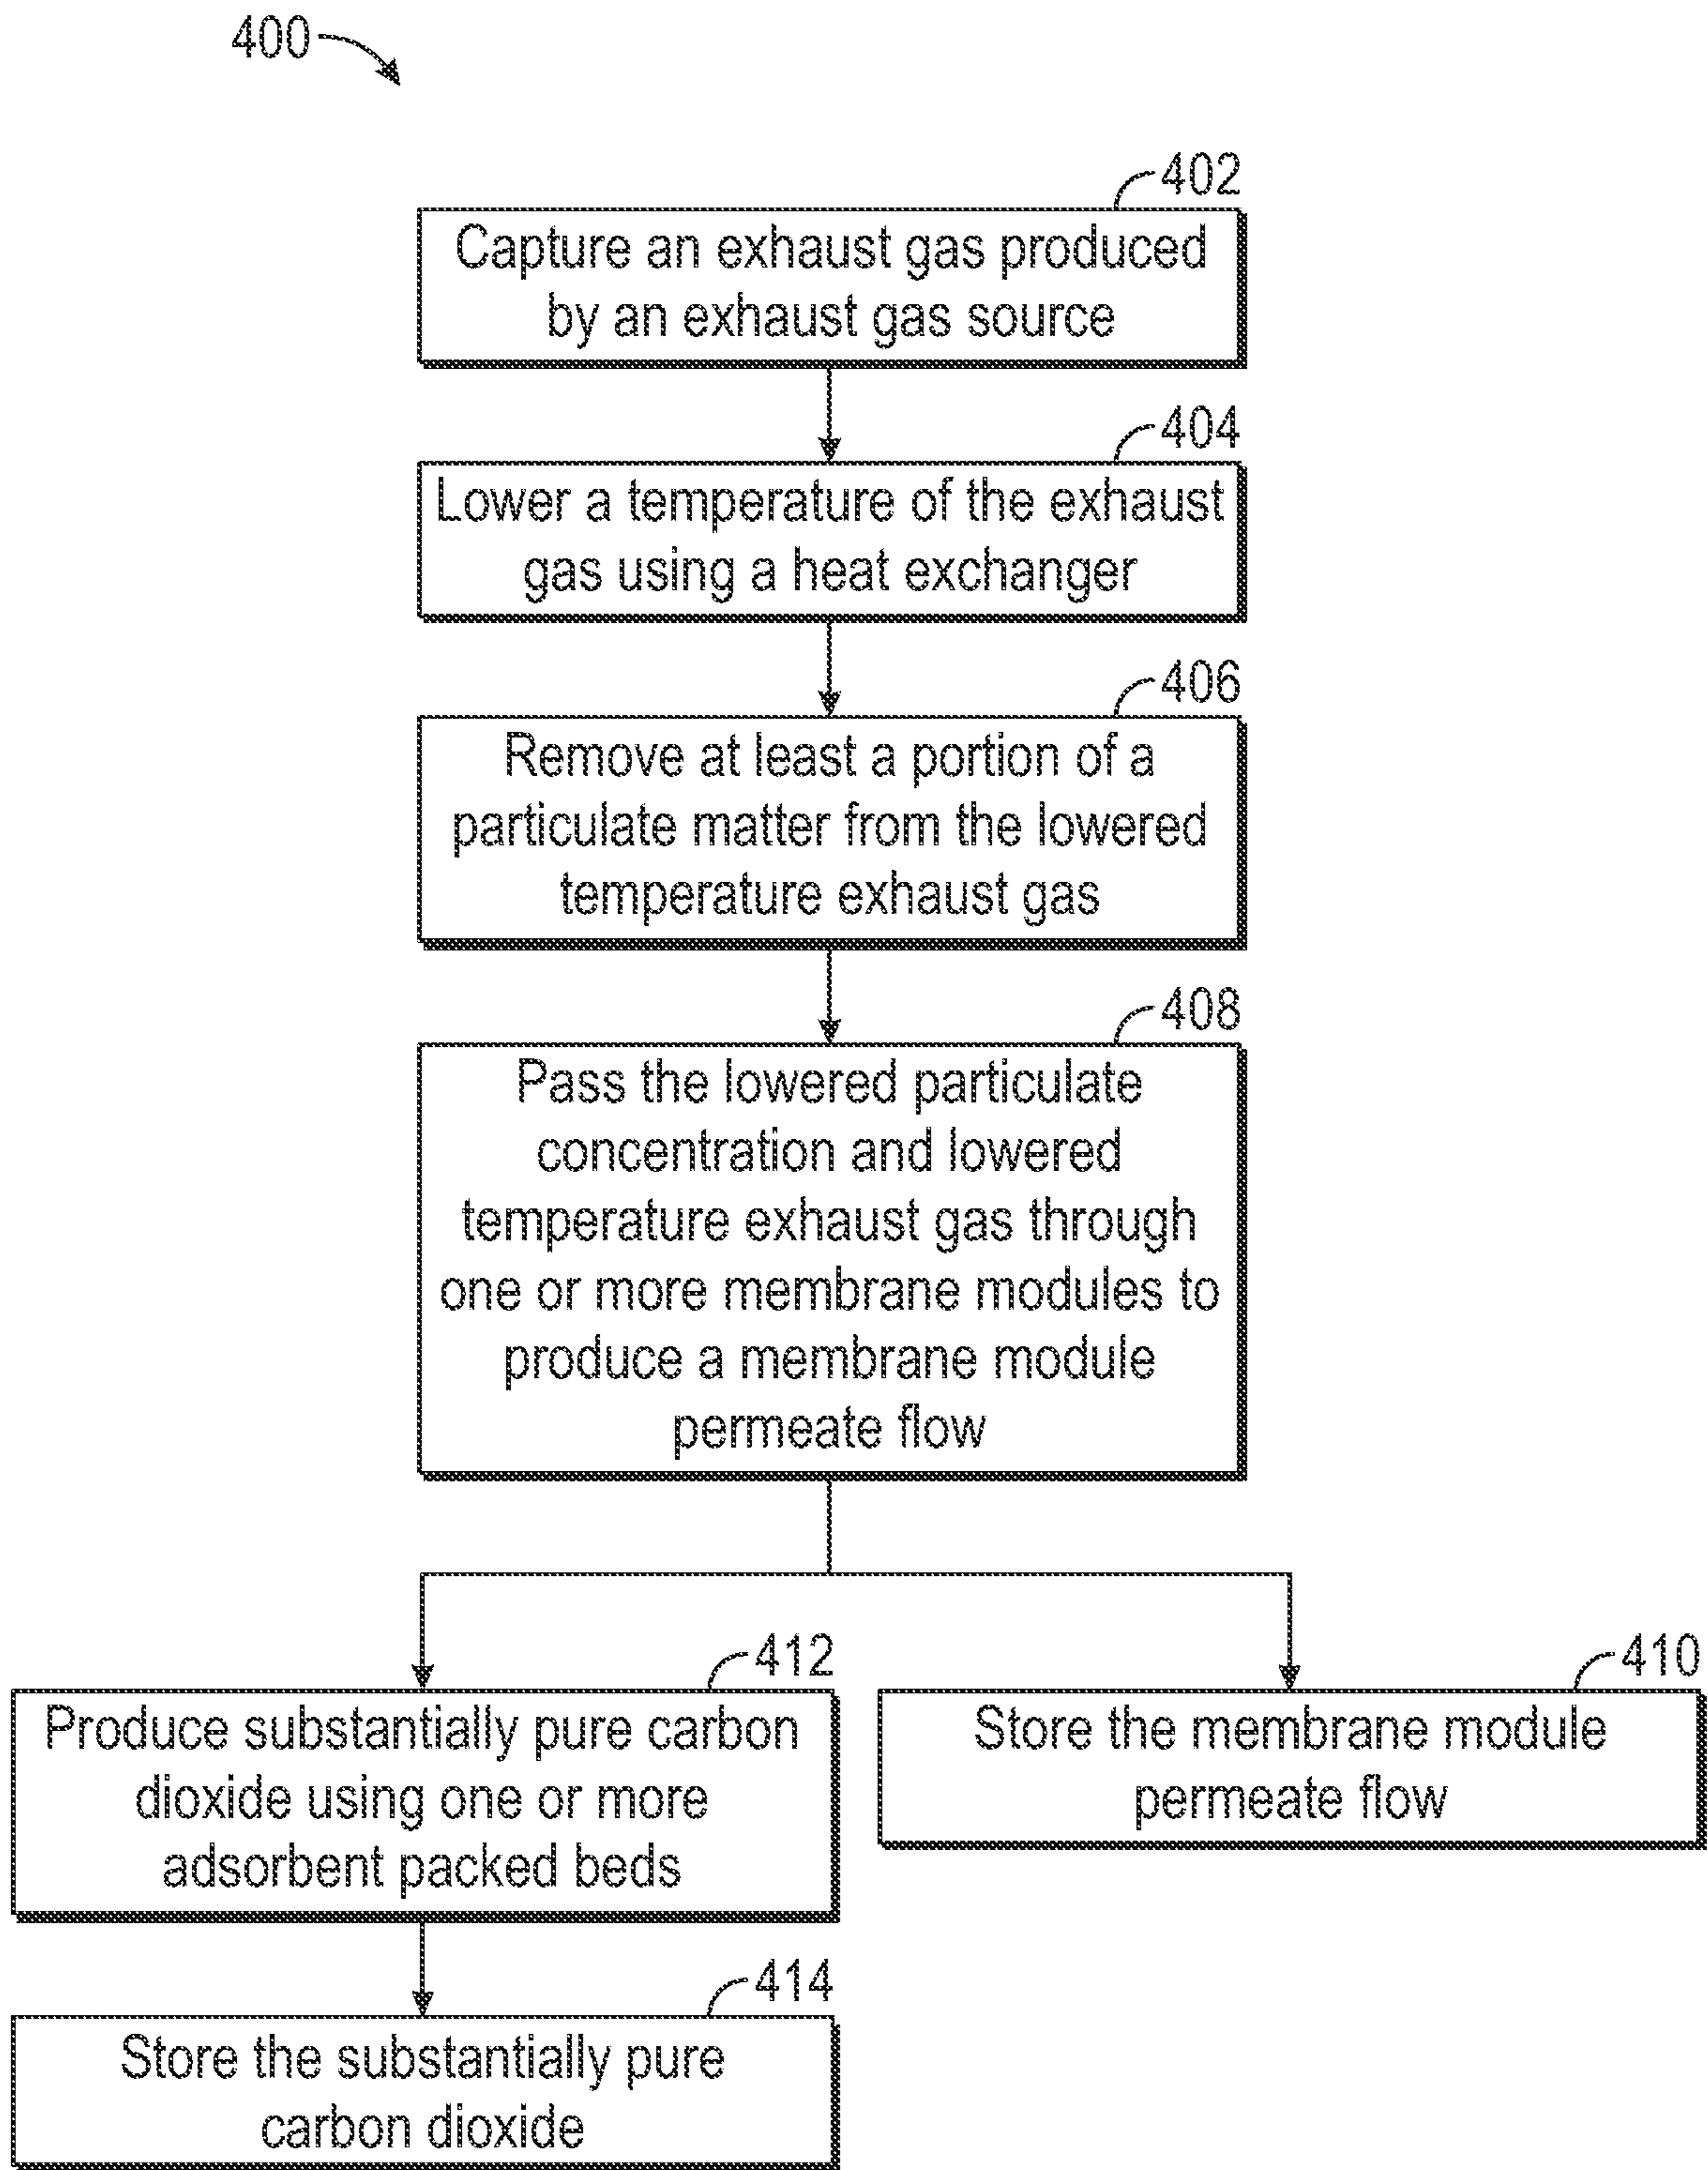 400
402
Capture an exhaust gas produced
by an exhaust gas source
404
Lower a temperature of the exhaust
gas using a heat exchanger
406
Remove at least a portion of a
particulate matter from the lowered
temperature exhaust gas
408
Pass the lowered particulate
concentration and lowered
temperature exhaust gas through
one or more membrane modules to
produce a membrane module
permeate flow
412
Produce substantially pure carbon
dioxide using one or more
adsorbent packed beds
410
Store the membrane module
permeate flow
414
Store the substantially pure
carbon dioxide